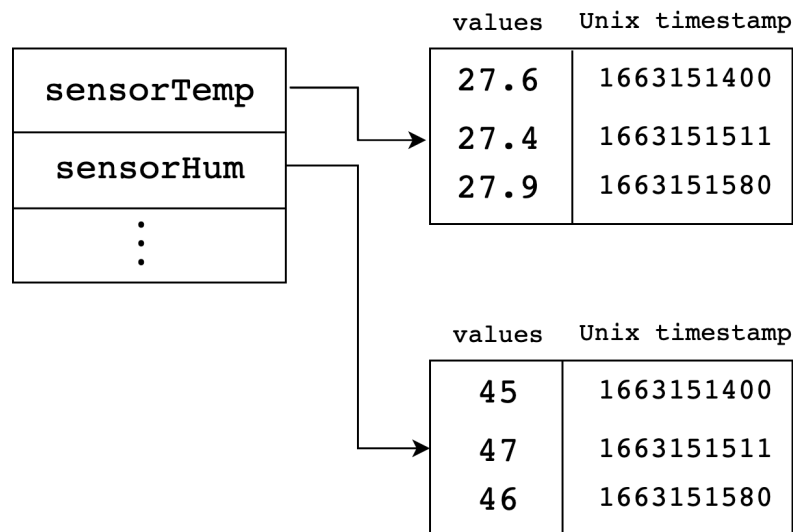 sensorTemp
sensorHum
values Unix timestamp
27.6 1663151400
27.4 1663151511
27.9 1663151580
values Unix timestamp
45 1663151400
47 1663151511
46 1663151580